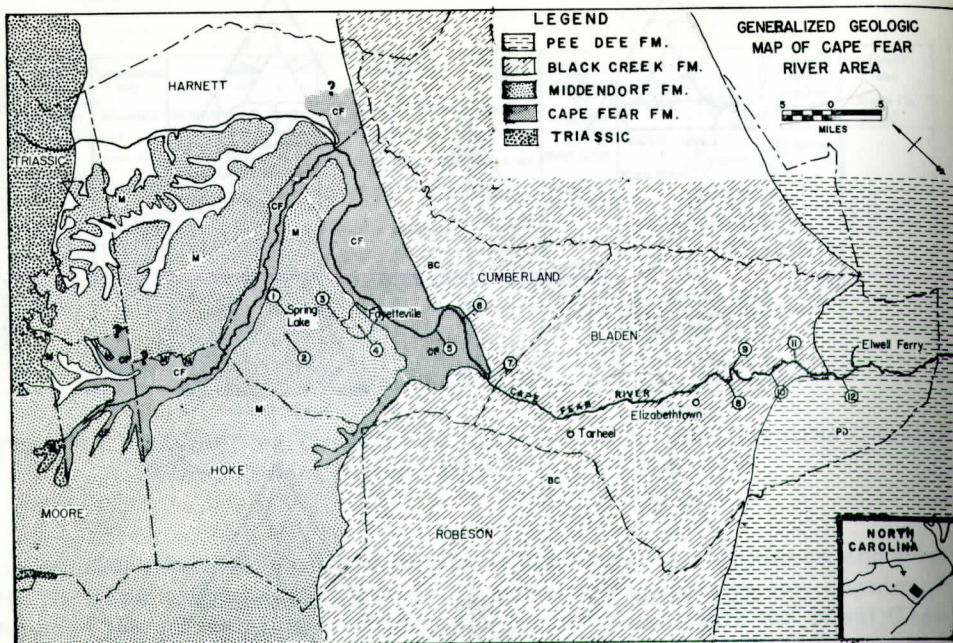 LEGEND
PEE DEE FM.
BLACK CREEK FM.
MIDDENDORF FM.
CAPE FEAR FM.
TRIASSIC
GENERALIZED GEOLOGIC
MAP OF CAPE FEAR
RIVER AREA
5 0 5
MILES
HARNETT
?
CF
TRIASSIC
M
CF
M
M
CF
BC
CUMBERLAND
1
Spring
Lake
3
Fayetteville
6
2
4
CF
5
BLADEN
?
CF
?
CF
M
7
CAPE FEAR RIVER
9
11
Elwell Ferry
8
10
12
Elizabethtown
Tarheel
M
HOKE
BC
PD
MOORE
ROBESON
NORTH
CAROLINA